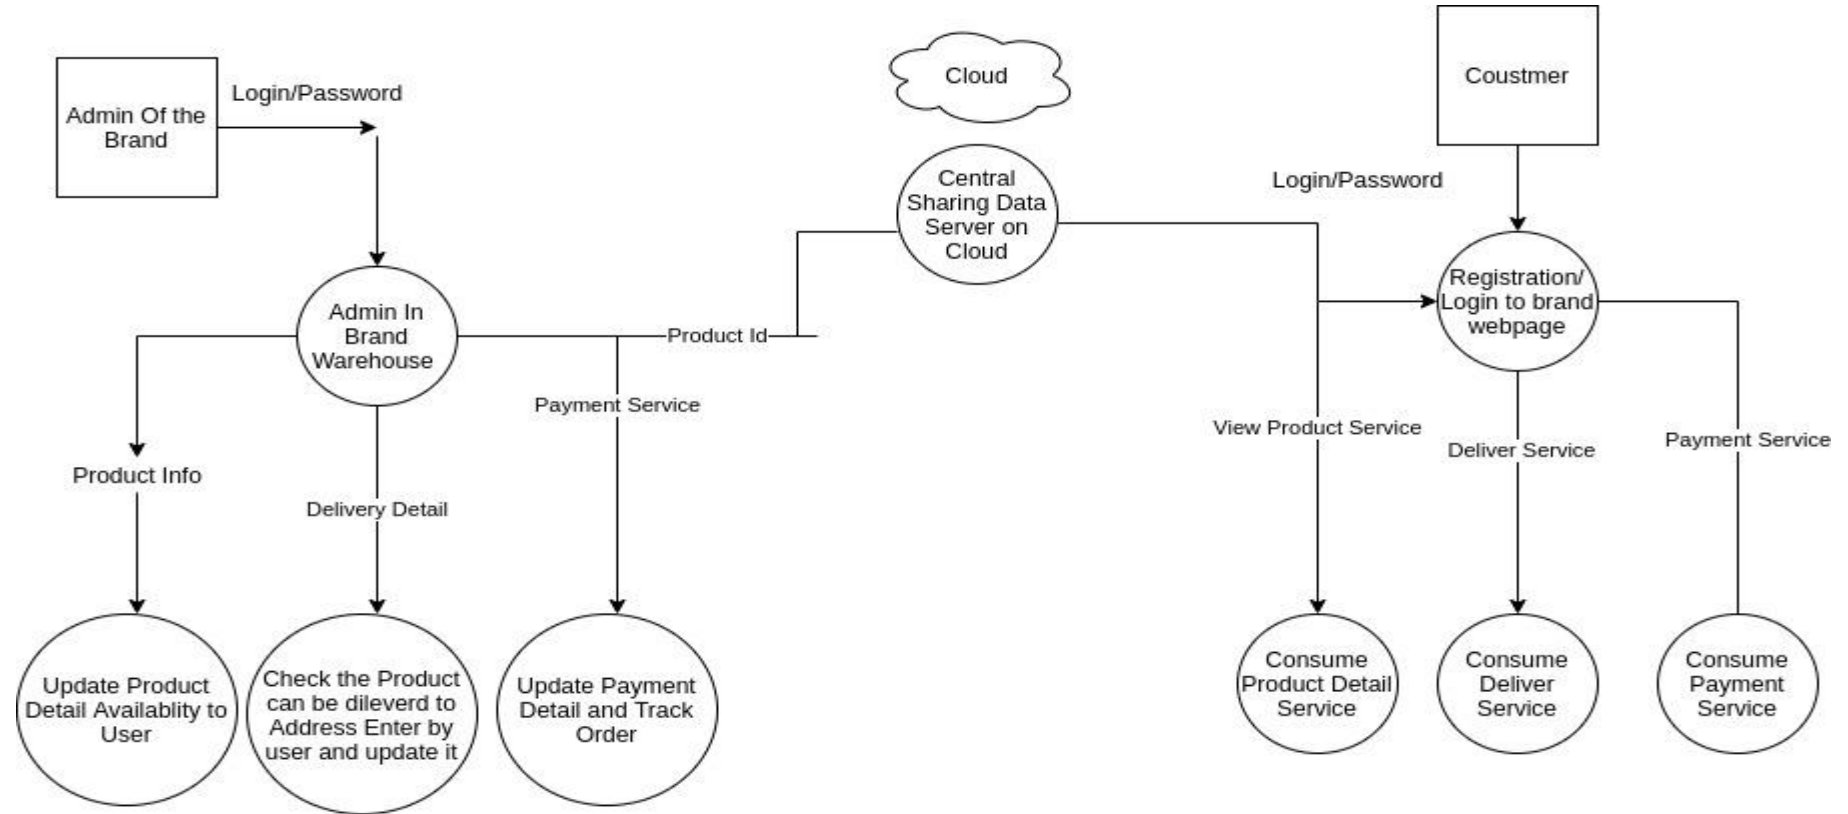 Cloud
Coustmer
Login/Password
Admin Of the
Brand
Central
Sharing Data
Server on
Cloud
Login/Password
Registration/
Login to brand
webpage
Admin In
Brand
Warehouse
Product Id
Payment Service
View Product Service
Deliver Service
Payment Service
Product Info
Delivery Detail
Update Product
Detail Availablity to
User
Check the Product
can be dileverd to
Address Enter by
user and update it
Update Payment
Detail and Track
Order
Consume
Product Detail
Service
Consume
Deliver
Service
Consume
Payment
Service